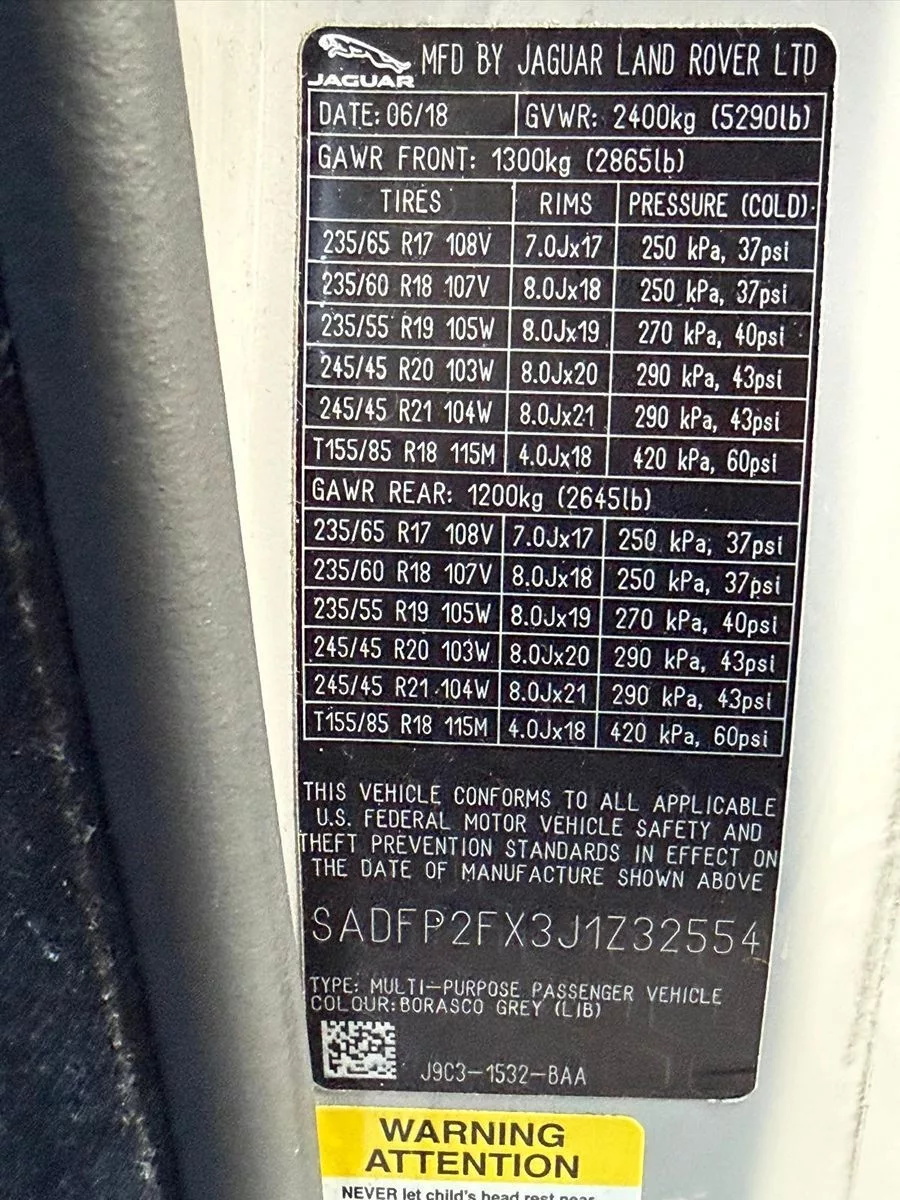 JAGUAR MFD BY JAGUAR LAND ROVER LTD
DATE: 06/18 GVWR: 2400kg (5290lb)
GAWR FRONT: 1300kg (2865lb)
TIRES RIMS PRESSURE (COLD)
235/65 R17 108V 7.0Jx17 250 kPa, 37psi
235/60 R18 107V 8.0Jx18 250 kPa, 37psi
235/55 R19 105W 8.0Jx19 270 kPa, 40psi
245/45 R20 103W 8.0Jx20 290 kPa, 43psi
245/45 R21 104W 8.0Jx21 290 kPa, 43psi
T155/85 R18 115M 4.0Jx18 420 kPa, 60psi
GAWR REAR: 1200kg (2645lb)
235/65 R17 108V 7.0Jx17 250 kPa, 37psi
235/60 R18 107V 8.0Jx18 250 kPa, 37psi
235/55 R19 105W 8.0Jx19 270 kPa, 40psi
245/45 R20 103W 8.0Jx20 290 kPa, 43psi
245/45 R21 104W 8.0Jx21 290 kPa, 43psi
T155/85 R18 115M 4.0Jx18 420 kPa, 60psi
THIS VEHICLE CONFORMS TO ALL APPLICABLE
U.S. FEDERAL MOTOR VEHICLE SAFETY AND
THEFT PREVENTION STANDARDS IN EFFECT ON
THE DATE OF MANUFACTURE SHOWN ABOVE
SADFP2FX3J1Z32554
TYPE: MULTI-PURPOSE PASSENGER VEHICLE
COLOUR: BORASCO GREY (LJB)
J9C3-1532-BAA
WARNING
ATTENTION
NEVER let child's head rest near